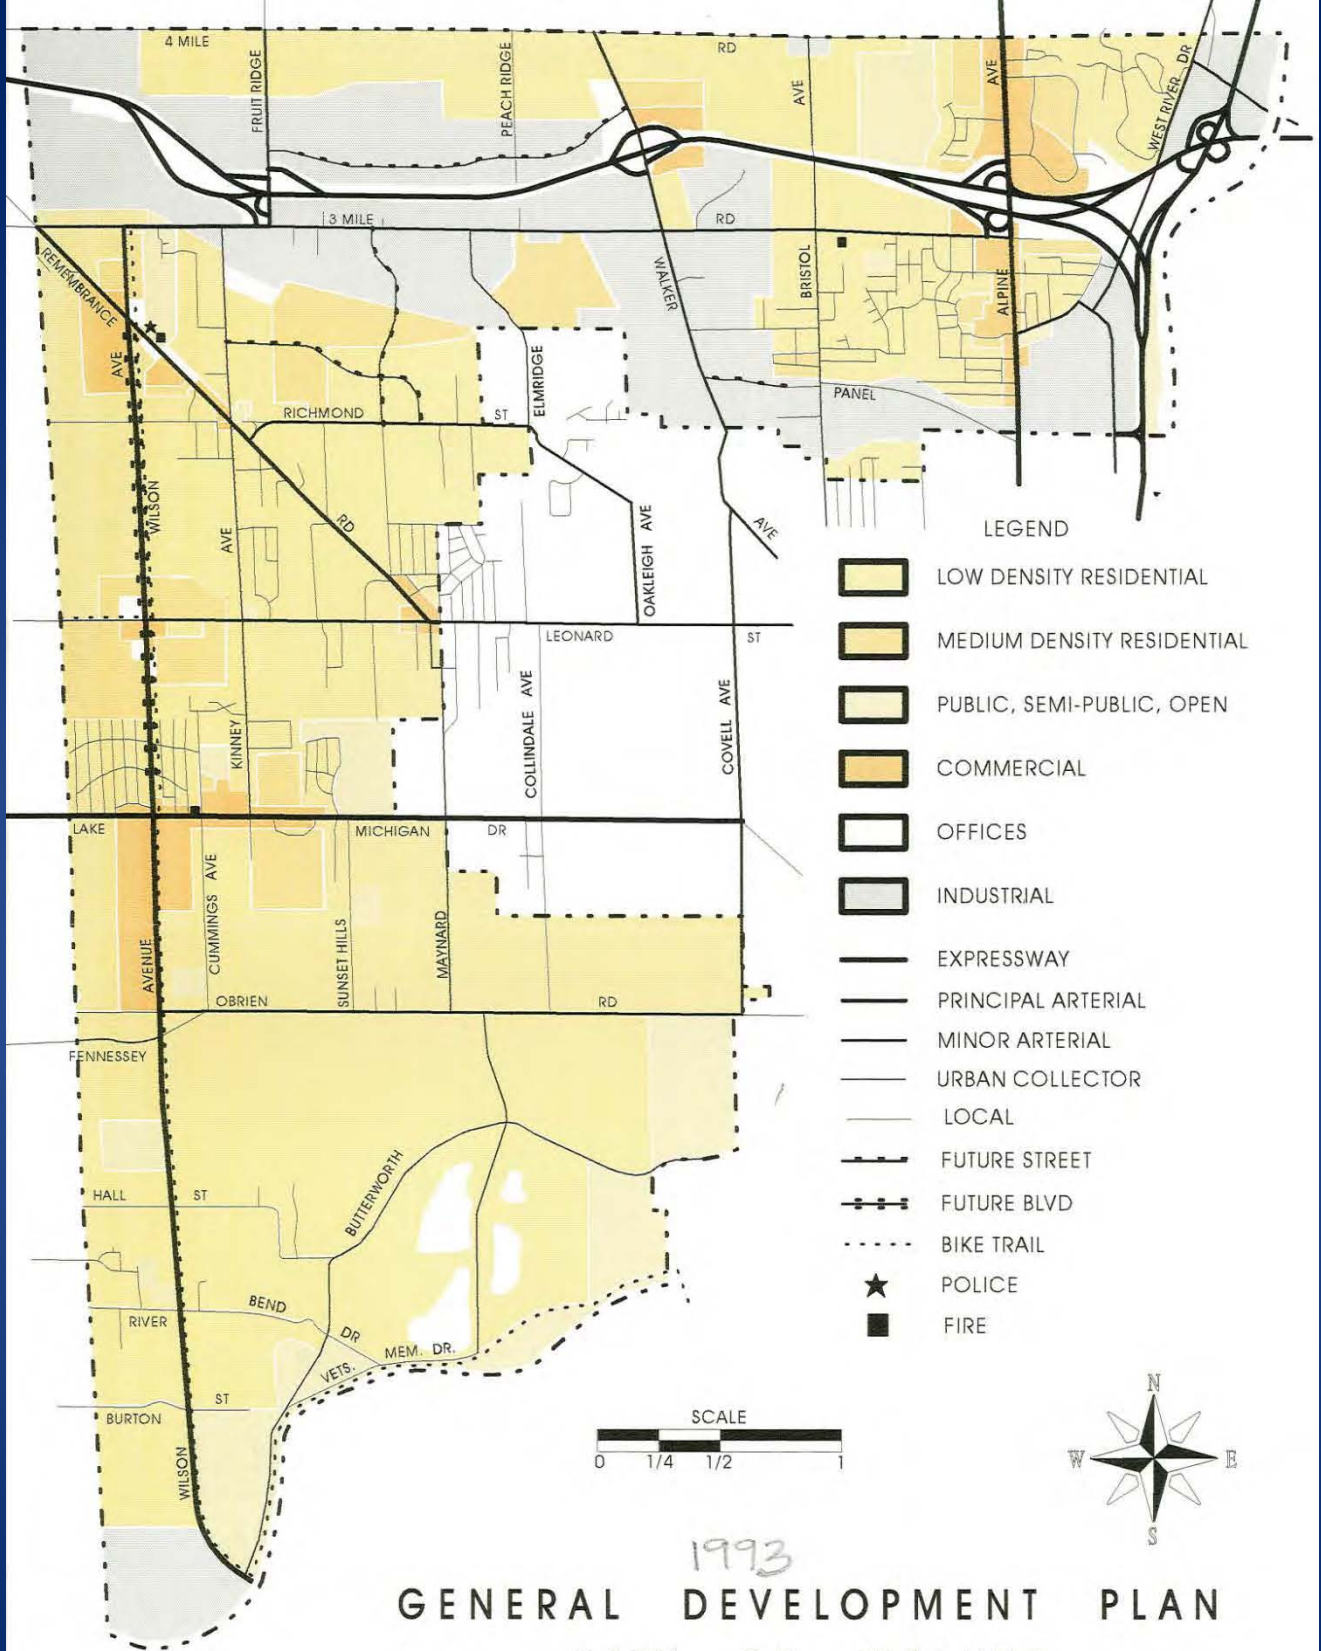 4 MILE
RD
FRUIT RIDGE
PEACH RIDGE
AVE
AVE
WEST RIVER DR
3 MILE
RD
REMEMBRANCE
WALKER
BRISTOL
ALPINE
AVE
ELMRIDGE
PANEL
RICHMOND
ST
WILSON
AVE
RD
OAKLEIGH AVE
AVE
LEONARD
ST
KINNEY
COLLINDALE AVE
COVELL AVE
LAKE
MICHIGAN
DR
AVENUE
CUMMINGS AVE
SUNSET HILLS
MAYNARD
OBRIEN
RD
FENNESSEY
HALL
ST
BUTTERWORTH
RIVER
BEND
DR
VETS.
MEM. DR.
BURTON
ST
WILSON
LEGEND
LOW DENSITY RESIDENTIAL
MEDIUM DENSITY RESIDENTIAL
PUBLIC, SEMI-PUBLIC, OPEN
COMMERCIAL
OFFICES
INDUSTRIAL
EXPRESSWAY
PRINCIPAL ARTERIAL
MINOR ARTERIAL
URBAN COLLECTOR
LOCAL
FUTURE STREET
FUTURE BLVD
BIKE TRAIL
POLICE
FIRE
SCALE
0 1/4 1/2 1
N
W
E
S
1993
GENERAL DEVELOPMENT PLAN